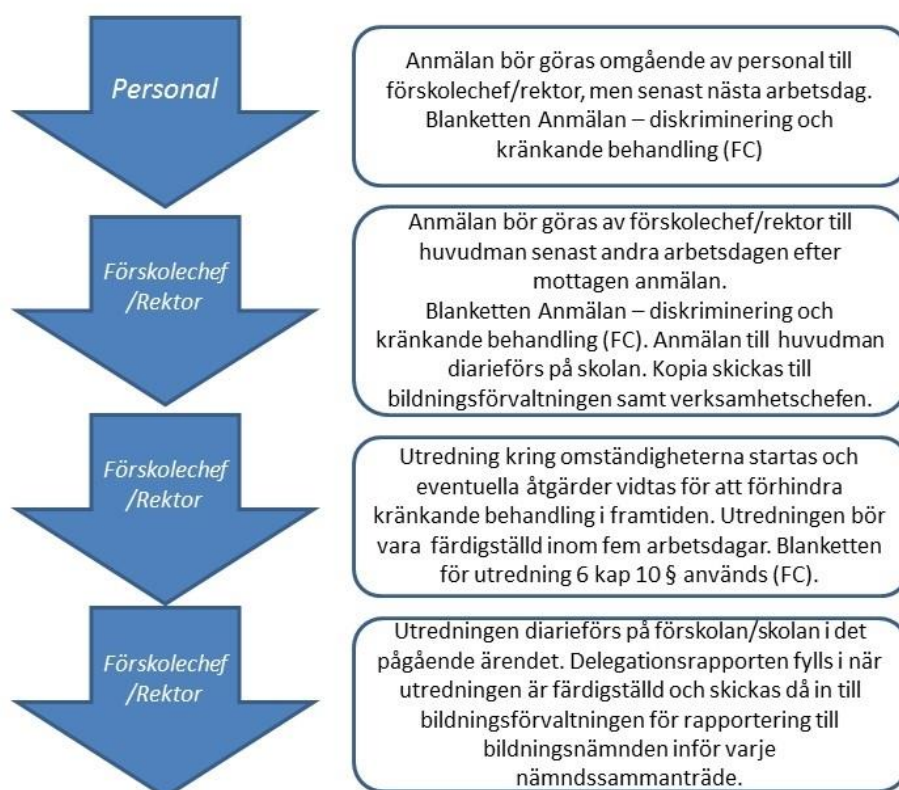 Personal
Anmälan bör göras omgående av personal till
förskolechef/rektor, men senast nästa arbetsdag.
Blanketten Anmälan – diskriminering och
kränkande behandling (FC)
Förskolechef
/Rektor
Anmälan bör göras av förskolechef/rektor till
huvudman senast andra arbetsdagen efter
mottagen anmälan.
Blanketten Anmälan – diskriminering och
kränkande behandling (FC). Anmälan till huvudman
diarieförs på skolan. Kopia skickas till
bildningsförvaltningen samt verksamhetschefen.
Förskolechef
/Rektor
Utredning kring omständigheterna startas och
eventuella åtgärder vidtas för att förhindra
kränkande behandling i framtiden. Utredningen bör
vara färdigställd inom fem arbetsdagar. Blanketten
för utredning 6 kap 10 § används (FC).
Förskolechef
/Rektor
Utredningen diarieförs på förskolan/skolan i det
pågående ärendet. Delegationsrapporten fylls i när
utredningen är färdigställd och skickas då in till
bildningsförvaltningen för rapportering till
bildningsnämnden inför varje
nämndssammanträde.